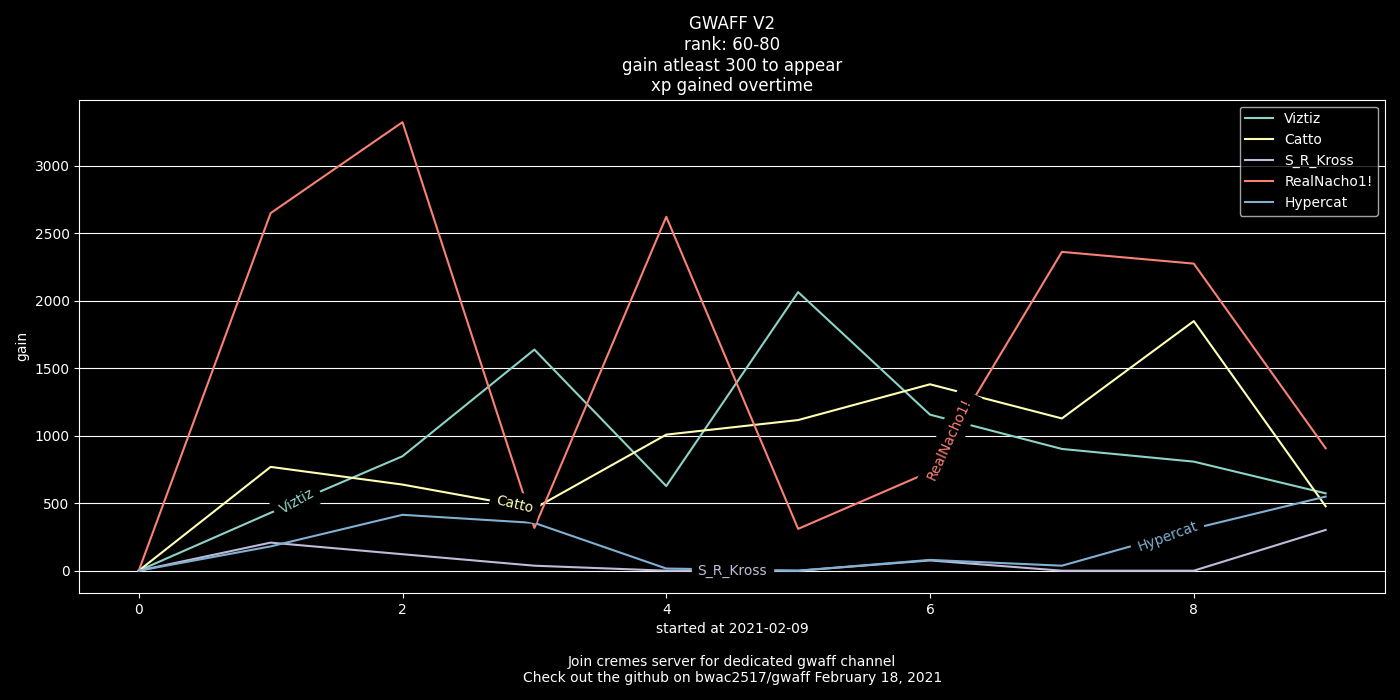 GWAFF V2
rank: 60-80
gain atleast 300 to appear
xp gained overtime
Viztiz
Catto
S_R_Kross
RealNacho1!
Hypercat
3000
2500
2000
1500
1000
500
0
gain
Viztiz
Catto
S_R_Kross
RealNacho1!
Hypercat
0
2
4
6
8
started at 2021-02-09
Join cremes server for dedicated gwaff channel
Check out the github on bwac2517/gwaff February 18, 2021